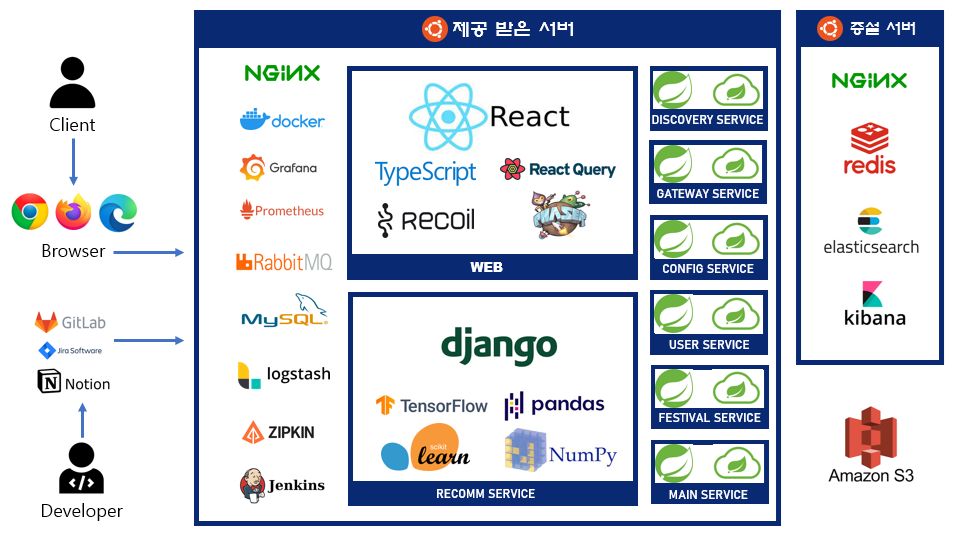 제공 받은 서버
증설 서버
Client
Browser
GitLab
Jira Software
Notion
Developer
NGINX
docker
Grafana
Prometheus
RabbitMQ
MySQL®
logstash
ZIPKIN
Jenkins
React
TypeScript
React Query
RECOIL
PHASER
WEB
django
TensorFlow
pandas
scikit
learn
NumPy
RECOMM SERVICE
DISCOVERY SERVICE
GATEWAY SERVICE
CONFIG SERVICE
USER SERVICE
FESTIVAL SERVICE
MAIN SERVICE
NGINX
redis
elasticsearch
kibana
Amazon S3